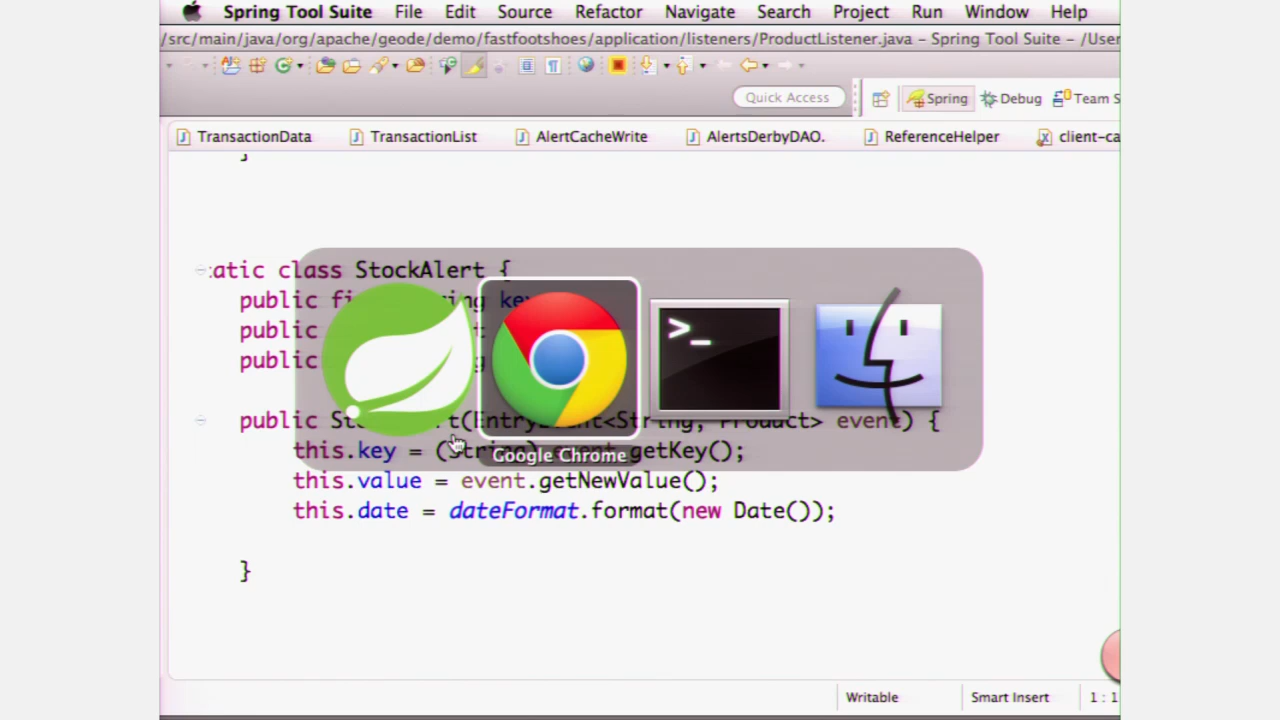 Spring Tool Suite File Edit Source Refactor Navigate Search Project Run Window Help
/src/main/java/org/apache/geode/demo/fastfootshoes/application/listeners/ProductListener.java – Spring Tool Suite – /User
Quick Access Spring Debug Team S
TransactionData TransactionList AlertCacheWrite AlertsDerbyDAO. ReferenceHelper client-ca
}
:atic class StockAlert {
public
public
public
public event) {
this.key = event.getKey();
this.value = event.getNewValue();
this.date = dateFormat.format(new Date());
}
>_
Google Chrome
Writable Smart Insert 1 : 1